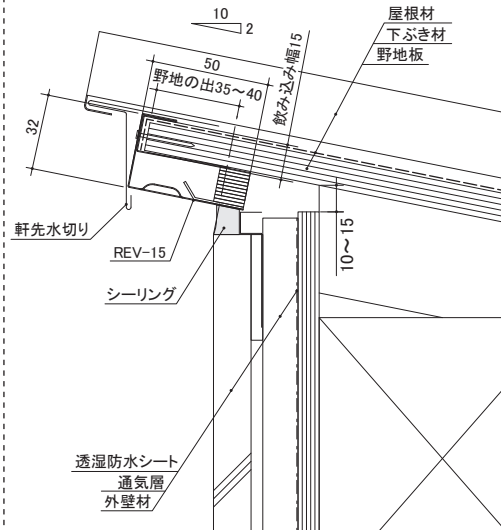 10
2
屋根材
下ぶき材
野地板
50
野地の出35～40
飲み込み幅15
32
軒先水切り
REV-15
シーリング
10～15
透湿防水シート
通気層
外壁材